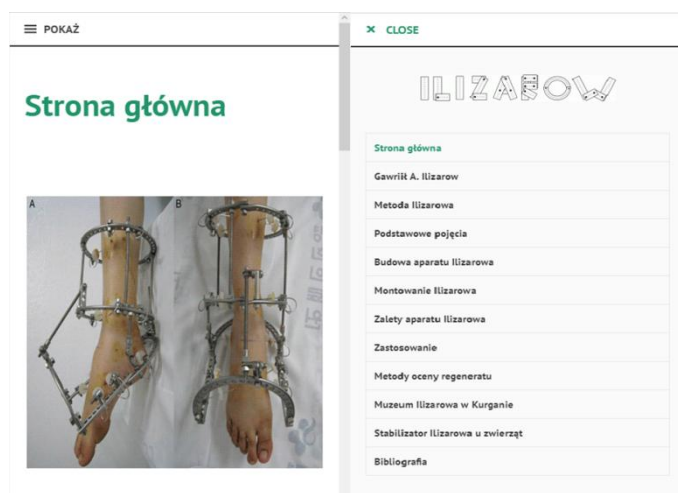 POKAŻ
Strona główna
A
B
CLOSE
ILIZAROW
Strona główna
Gawriił A. Ilizarow
Metoda Ilizarowa
Podstawowe pojęcia
Budowa aparatu Ilizarowa
Montowanie Ilizarowa
Zalety aparatu Ilizarowa
Zastosowanie
Metody oceny regeneratu
Muzeum Ilizarowa w Kurganie
Stabilizator Ilizarowa u zwierząt
Bibliografia